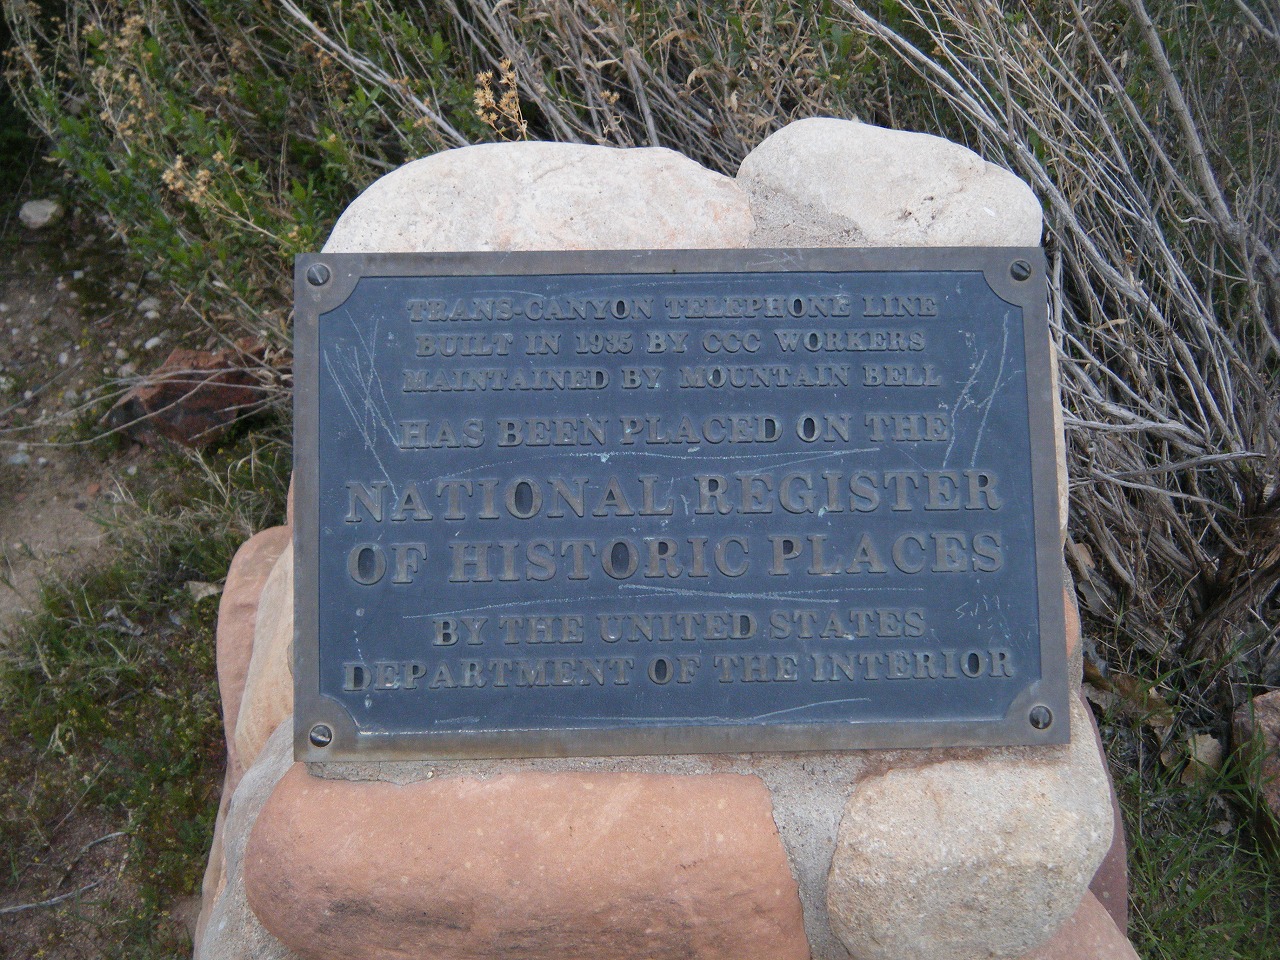 TRANS-CANYON TELEPHONE LINE
BUILT IN 1935 BY CCC WORKERS
MAINTAINED BY MOUNTAIN BELL
HAS BEEN PLACED ON THE
NATIONAL REGISTER
OF HISTORIC PLACES
BY THE UNITED STATES
DEPARTMENT OF THE INTERIOR